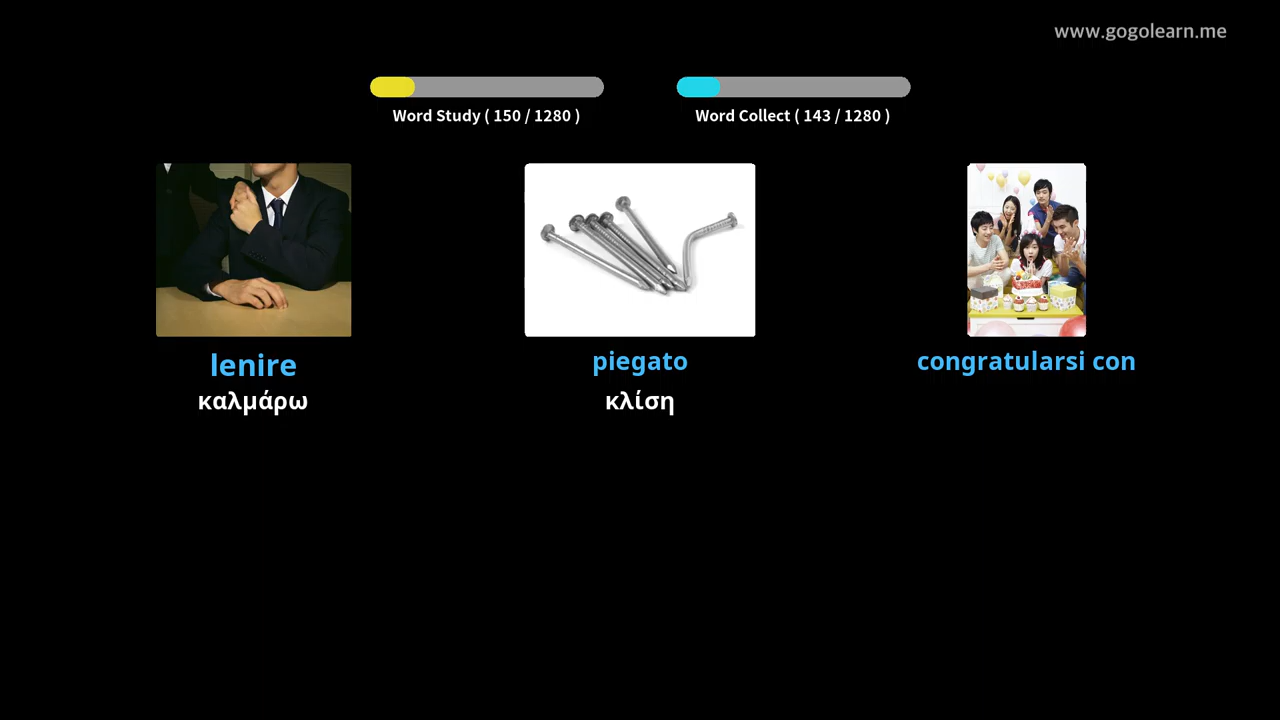 www.gogolearn.me
Word Study ( 150 / 1280 )
Word Collect ( 143 / 1280 )
lenire
καλμάρω
piegato
κλίση
congratularsi con